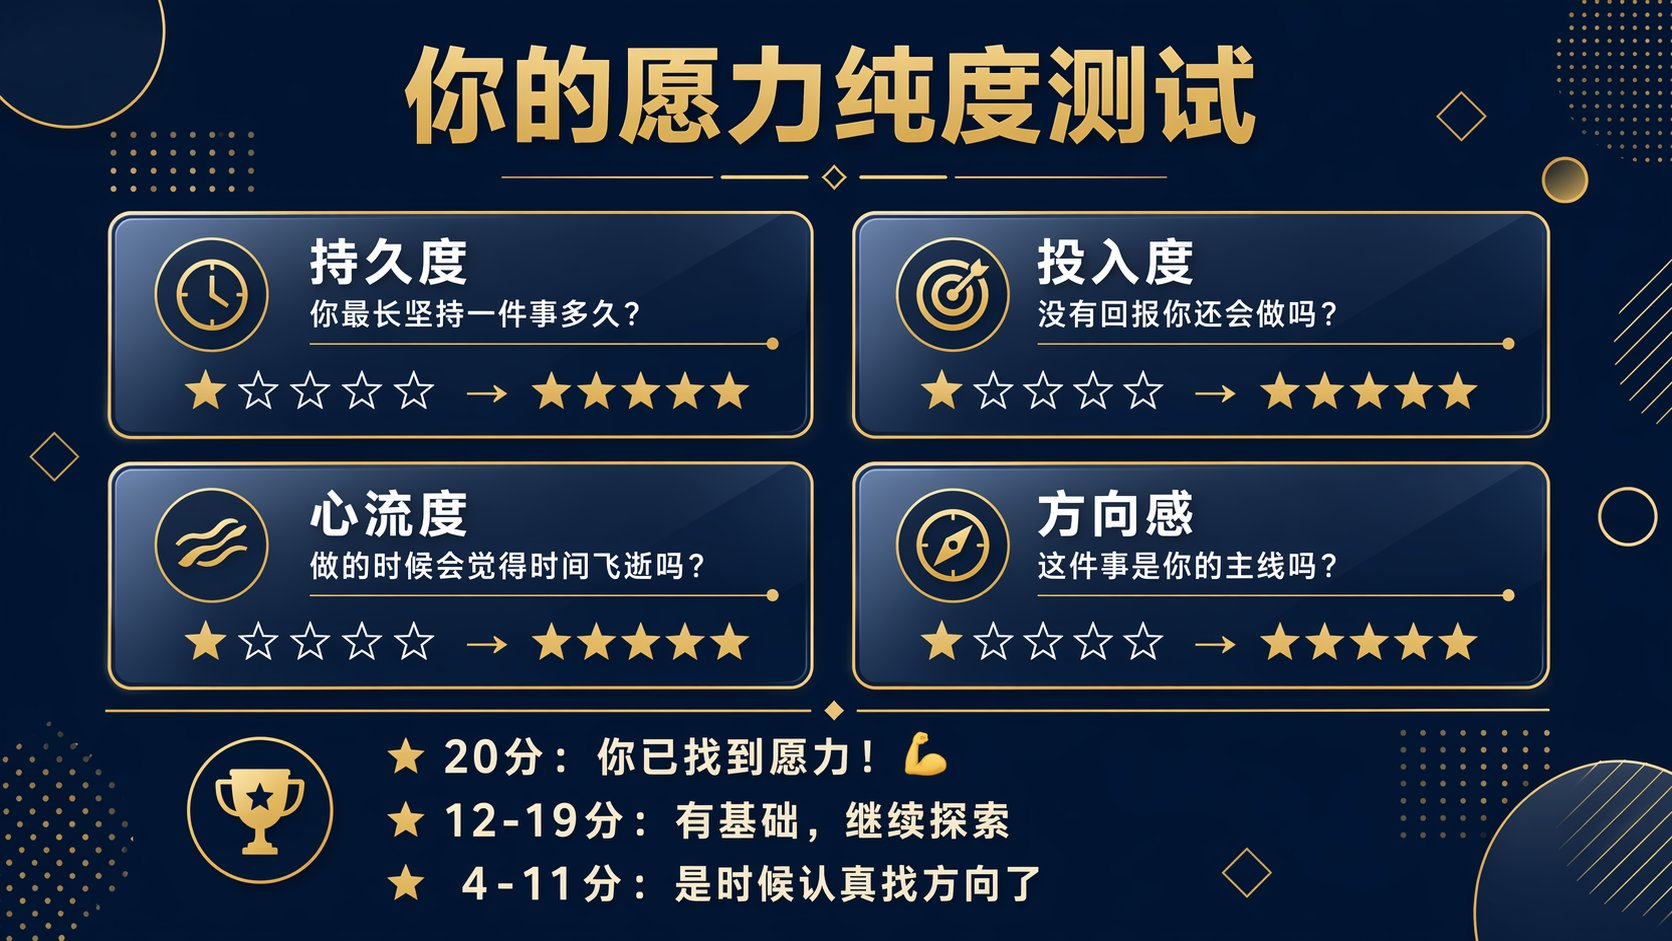 你的愿力纯度测试
持久度
你最长坚持一件事多久？
投入度
没有回报你还会做吗？
心流度
做的时候会觉得时间飞逝吗？
方向感
这件事是你的主线吗？
20分：你已找到愿力！💪
12-19分：有基础，继续探索
4-11分：是时候认真找方向了